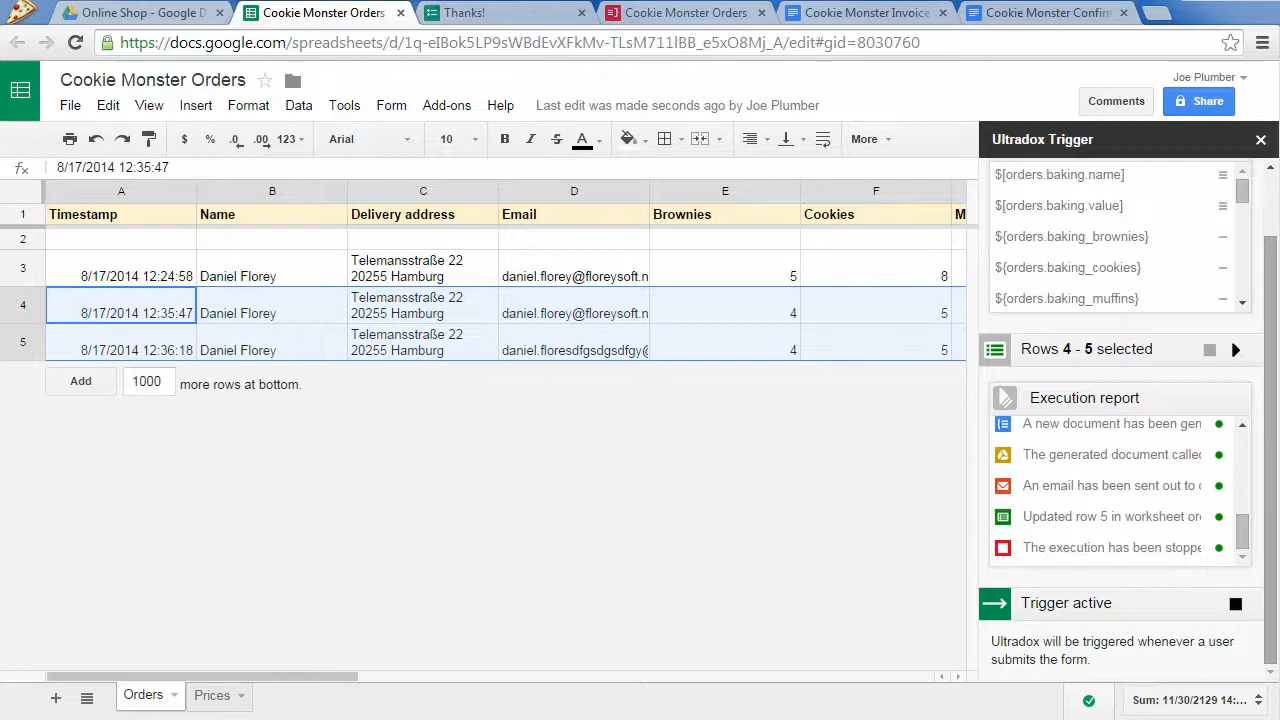 Online Shop - Google D
Cookie Monster Orders
Thanks!
Cookie Monster Orders
Cookie Monster Invoice
Cookie Monster Confirm
https://docs.google.com/spreadsheets/d/1q-eIBok5LP9sWBdEvXFkMv-TLsM711lBB_e5xO8Mj_A/edit#gid=8030760
Cookie Monster Orders
Joe Plumber
File Edit View Insert Format Data Tools Form Add-ons Help Last edit was made seconds ago by Joe Plumber
Comments
Share
$ % .0 .00 123 Arial 10 B I S A More
Ultradox Trigger
fx 8/17/2014 12:35:47
$[orders.baking.name]
A B C D E F
$[orders.baking.value]
1 Timestamp Name Delivery address Email Brownies Cookies M
2
${orders.baking_brownies}
3 8/17/2014 12:24:58 Daniel Florey Telemansstraße 22
20255 Hamburg daniel.florey@floreysoft.n 5 8
${orders.baking_cookies}
${orders.baking_muffins}
4 8/17/2014 12:35:47 Daniel Florey Telemansstraße 22
20255 Hamburg daniel.florey@floreysoft.n 4 5
5 8/17/2014 12:36:18 Daniel Florey Telemansstraße 22
20255 Hamburg daniel.floresdfgsdgsdfgy@ 4 5
Rows 4 - 5 selected
Add 1000 more rows at bottom.
Execution report
A new document has been gen
The generated document called
An email has been sent out to
Updated row 5 in worksheet
The execution has been stoppe
Trigger active
Ultradox will be triggered whenever a user
submits the form.
Orders
Prices
Sum: 11/30/2129 14:...